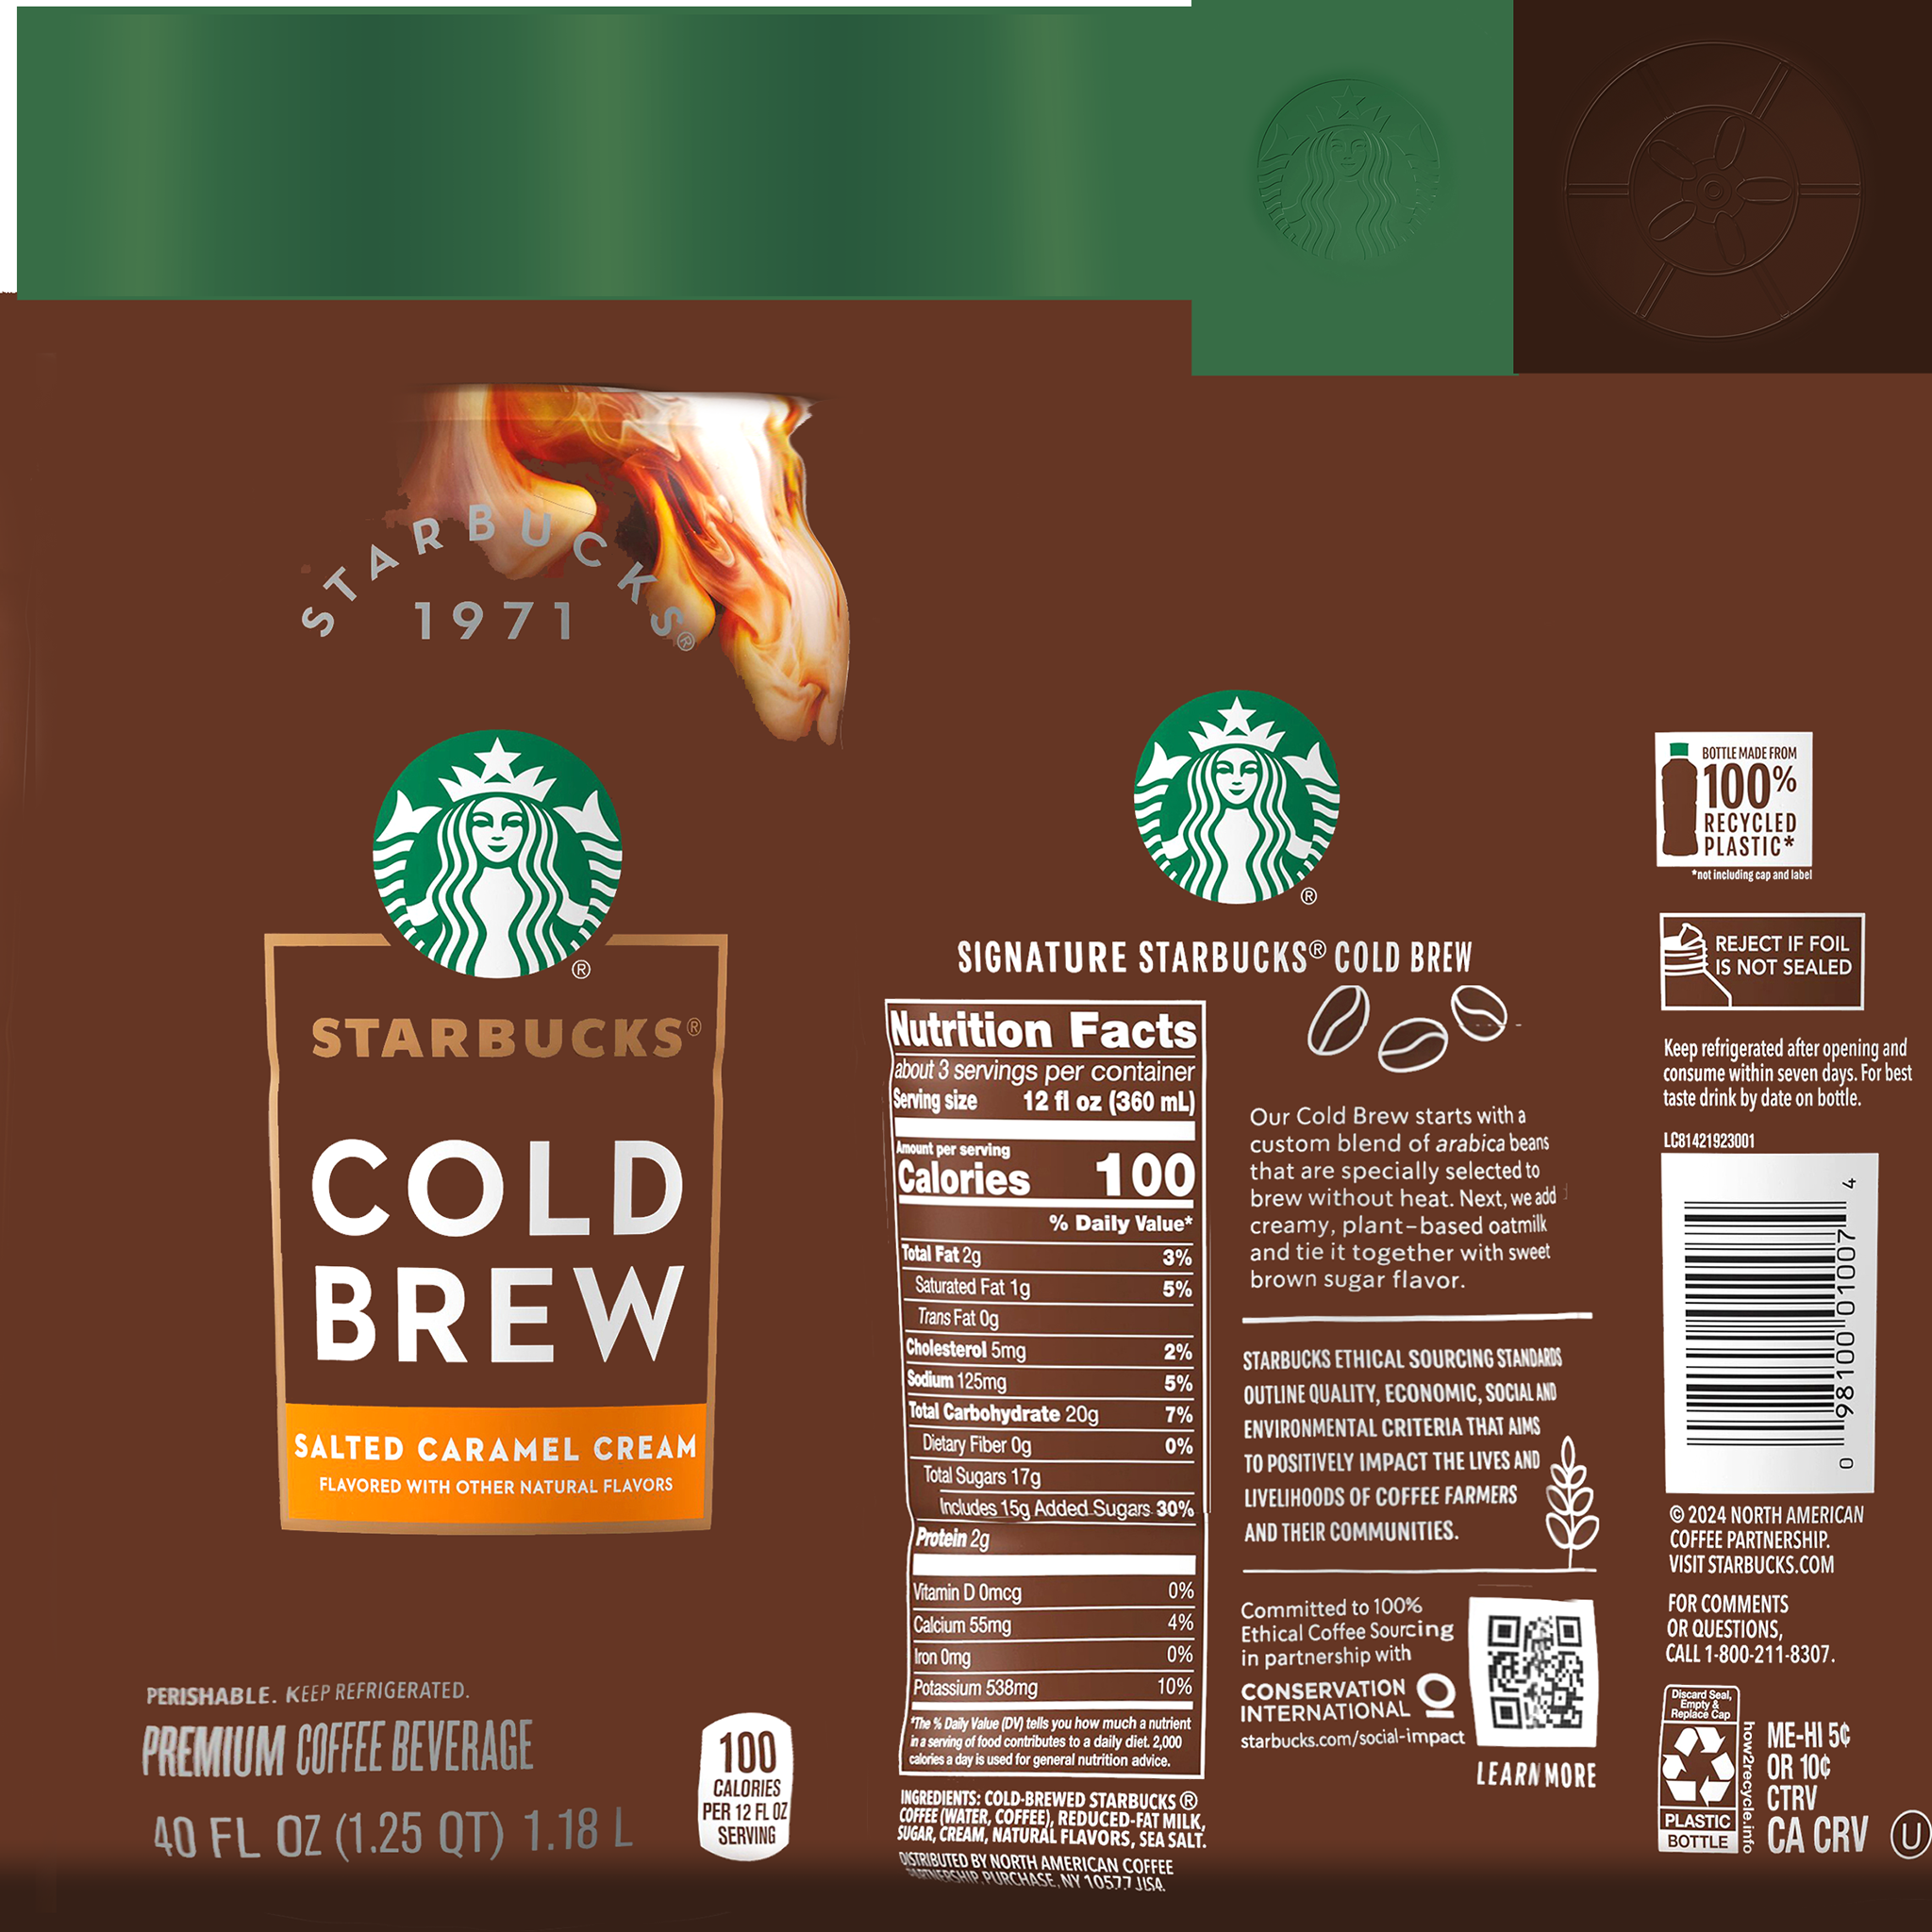 STARBUCKS®
1971
®
STARBUCKS®
COLD
BREW
SALTED CARAMEL CREAM
FLAVORED WITH OTHER NATURAL FLAVORS
PERISHABLE. KEEP REFRIGERATED.
PREMIUM COFFEE BEVERAGE
40 FL OZ (1.25 QT) 1.18 L
100
CALORIES
PER 12 FL OZ
SERVING
®
SIGNATURE STARBUCKS® COLD BREW
Nutrition Facts
about 3 servings per container
Serving size 12 fl oz (360 mL)
Amount per serving
Calories 100
% Daily Value*
Total Fat 2g 3%
Saturated Fat 1g 5%
Trans Fat 0g
Cholesterol 5mg 2%
Sodium 125mg 5%
Total Carbohydrate 20g 7%
Dietary Fiber 0g 0%
Total Sugars 17g
Includes 15g Added Sugars 30%
Protein 2g
Vitamin D 0mcg 0%
Calcium 55mg 4%
Iron 0mg 0%
Potassium 538mg 10%
*The % Daily Value (DV) tells you how much a nutrient
in a serving of food contributes to a daily diet. 2,000
calories a day is used for general nutrition advice.
INGREDIENTS: COLD-BREWED STARBUCKS ®
COFFEE (WATER, COFFEE), REDUCED-FAT MILK,
SUGAR, CREAM, NATURAL FLAVORS, SEA SALT.
DISTRIBUTED BY NORTH AMERICAN COFFEE
PARTNERSHIP, PURCHASE, NY 10577 USA.
Our Cold Brew starts with a
custom blend of arabica beans
that are specially selected to
brew without heat. Next, we add
creamy, plant-based oatmilk
and tie it together with sweet
brown sugar flavor.
STARBUCKS ETHICAL SOURCING STANDARDS
OUTLINE QUALITY, ECONOMIC, SOCIAL AND
ENVIRONMENTAL CRITERIA THAT AIMS
TO POSITIVELY IMPACT THE LIVES AND
LIVELIHOODS OF COFFEE FARMERS
AND THEIR COMMUNITIES.
Committed to 100%
Ethical Coffee Sourcing
in partnership with
CONSERVATION
INTERNATIONAL
starbucks.com/social-impact
LEARN MORE
BOTTLE MADE FROM
100%
RECYCLED
PLASTIC*
*not including cap and label
REJECT IF FOIL
IS NOT SEALED
Keep refrigerated after opening and
consume within seven days. For best
taste drink by date on bottle.
LC81421923001
0 98100 01007 4
© 2024 NORTH AMERICAN
COFFEE PARTNERSHIP.
VISIT STARBUCKS.COM
FOR COMMENTS
OR QUESTIONS,
CALL 1-800-211-8307.
Discard Seal,
Empty &
Replace Cap
PLASTIC
BOTTLE
how2recycle.info
ME-HI 5¢
OR 10¢
CTRV
CA CRV
U